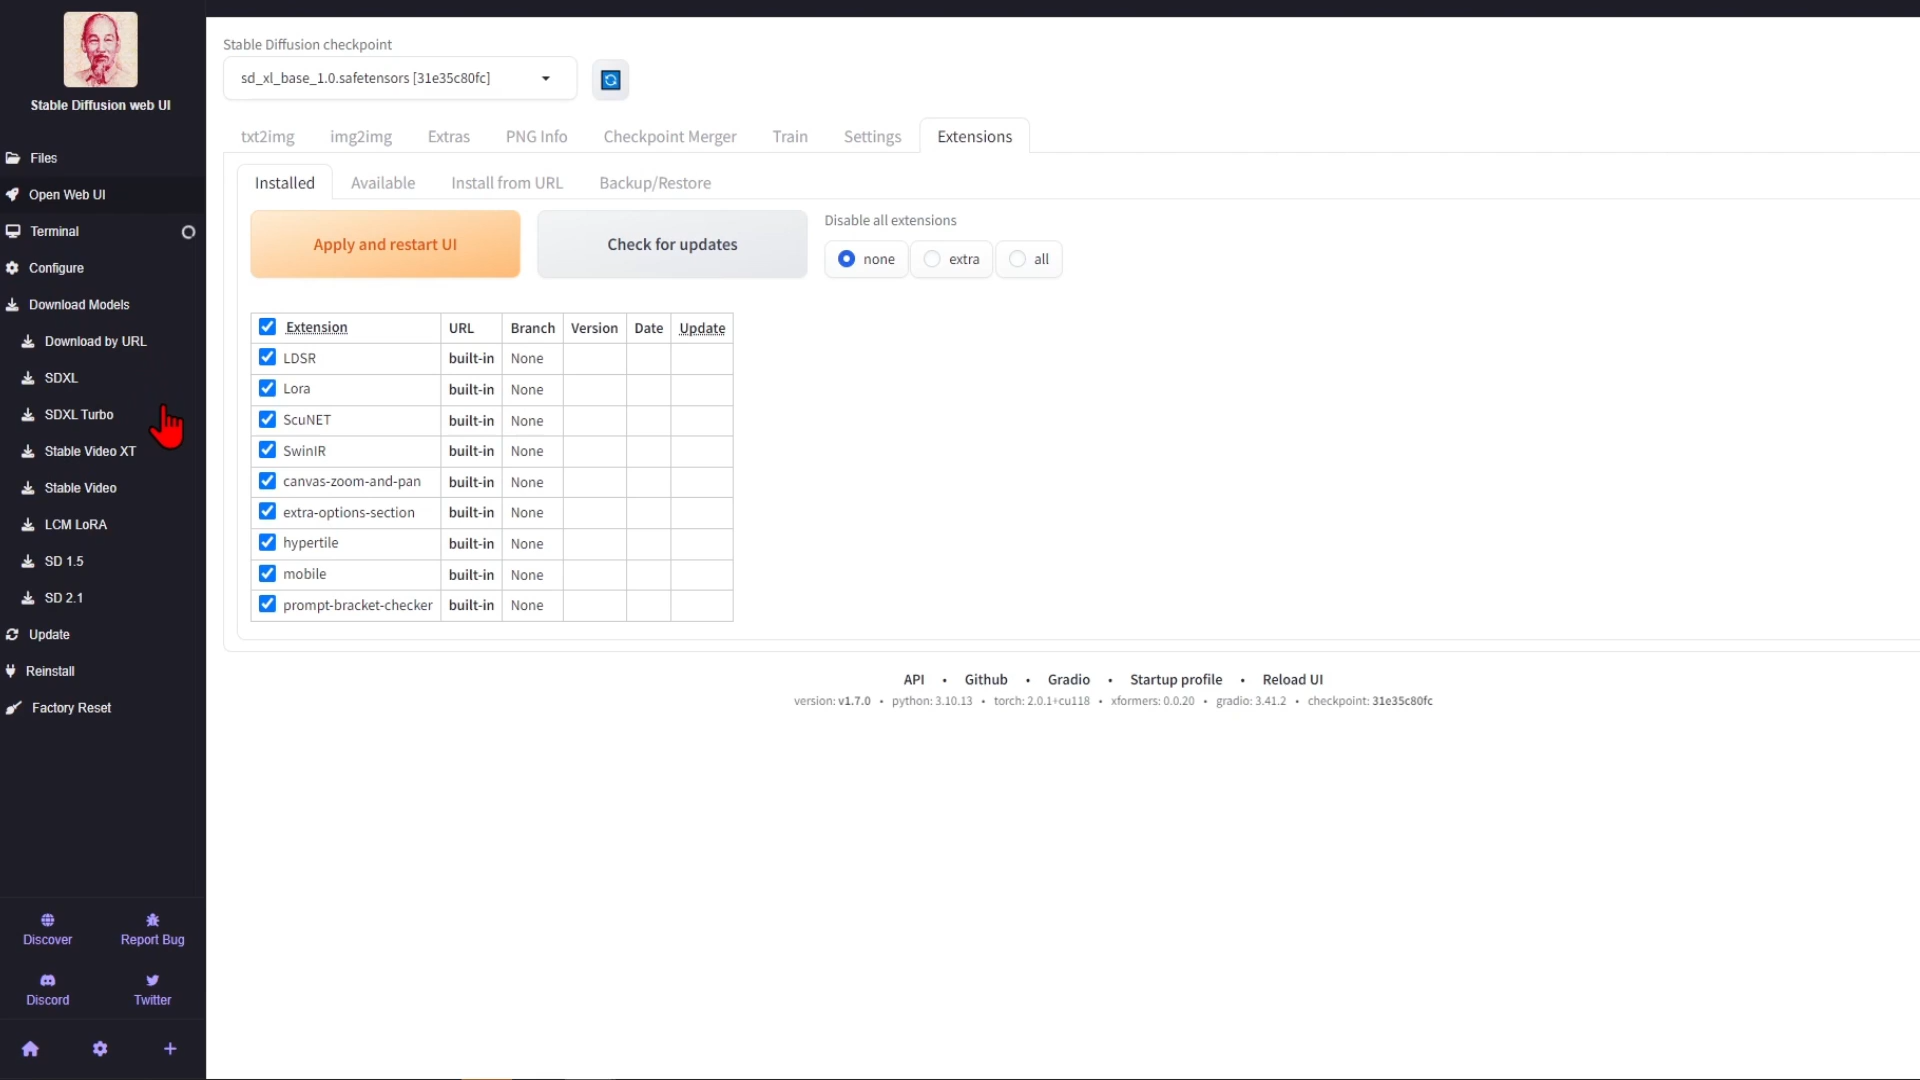 Stable Diffusion web UI
Files
Open Web UI
Terminal
Configure
Download Models
Download by URL
SDXL
SDXL Turbo
Stable Video XT
Stable Video
LCM LoRA
SD 1.5
SD 2.1
Update
Reinstall
Factory Reset
Discover
Report Bug
Discord
Twitter
Stable Diffusion checkpoint
sd_xl_base_1.0.safetensors [31e35c80fc]
txt2img img2img Extras PNG Info Checkpoint Merger Train Settings Extensions
Installed Available Install from URL Backup/Restore
Apply and restart UI
Check for updates
Disable all extensions
none extra all
Extension URL Branch Version Date Update
LDSR built-in None
Lora built-in None
ScuNET built-in None
SwinIR built-in None
canvas-zoom-and-pan built-in None
extra-options-section built-in None
hypertile built-in None
mobile built-in None
prompt-bracket-checker built-in None
API • Github • Gradio • Startup profile • Reload UI
version: v1.7.0 • python: 3.10.13 • torch: 2.0.1+cu118 • xformers: 0.0.20 • gradio: 3.41.2 • checkpoint: 31e35c80fc